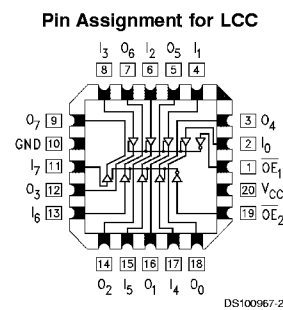 Pin Assignment for LCC
I3 O6 I2 O5 I1
8 7 6 5 4
O7 9
GND 10
I7 11
O3 12
I6 13
3 O4
2 I0
1 OE1
20 VCC
19 OE2
14 15 16 17 18
O2 I5 O1 I4 O0
DS100967-2